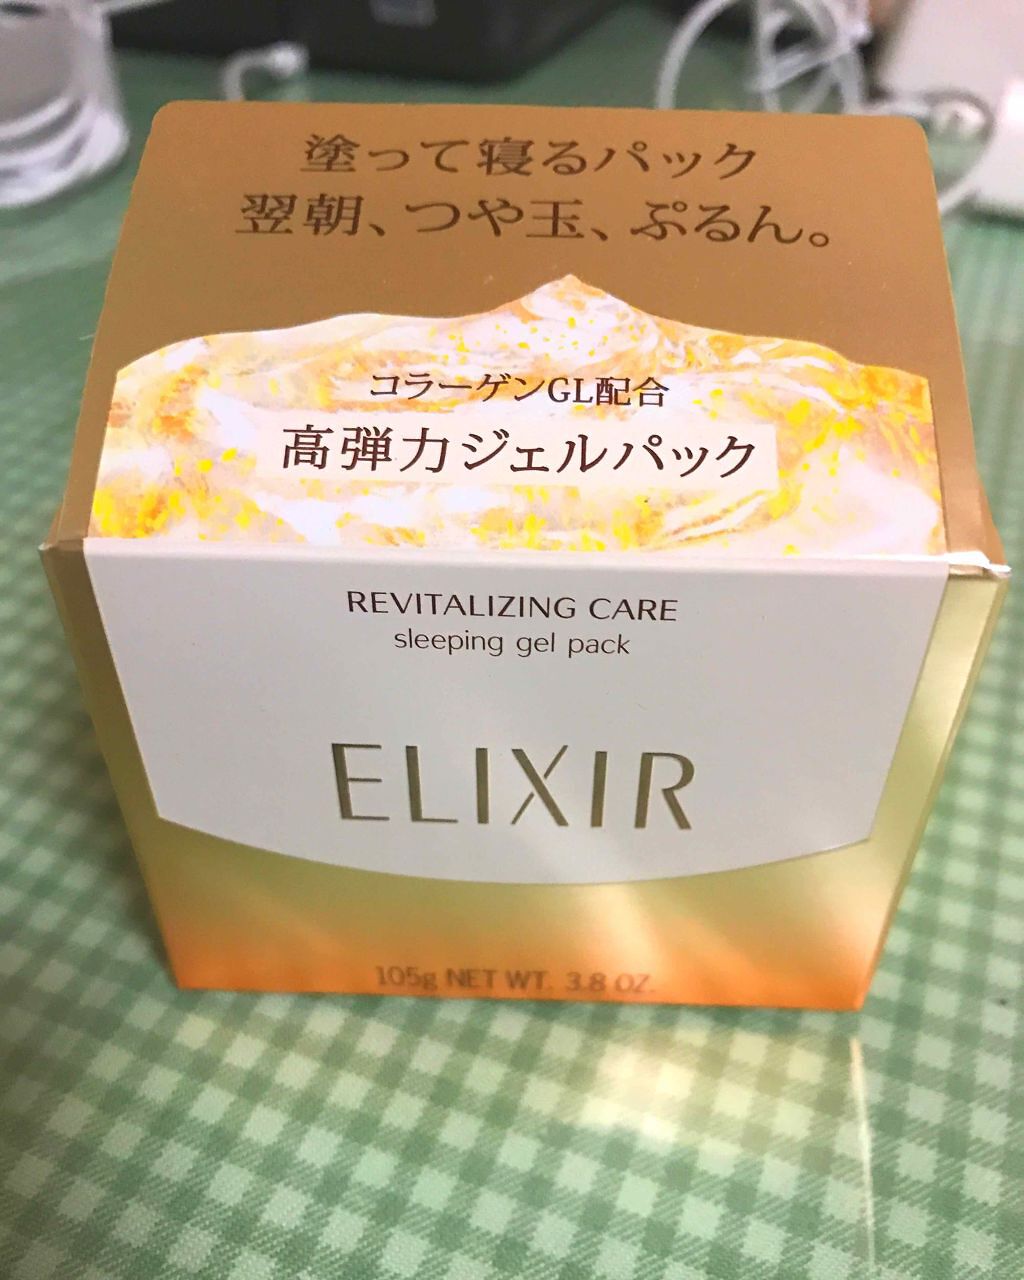 塗って寝るパック
翌朝、つや玉、ぷるん。
コラーゲンGL配合
高弾力ジェルパック
REVITALIZING CARE
sleeping gel pack
ELIXIR
105g NET WT. 3.8 OZ.